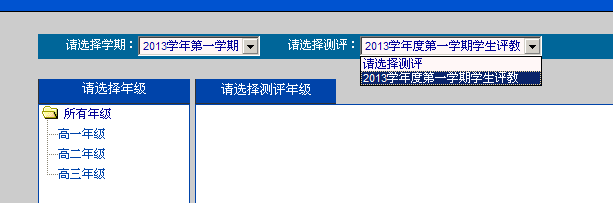 请选择学期：2013学年第一学期 请选择测评：2013学年度第一学期学生评教
请选择测评
2013学年度第一学期学生评教
请选择年级 请选择测评年级
所有年级
高一年级
高二年级
高三年级